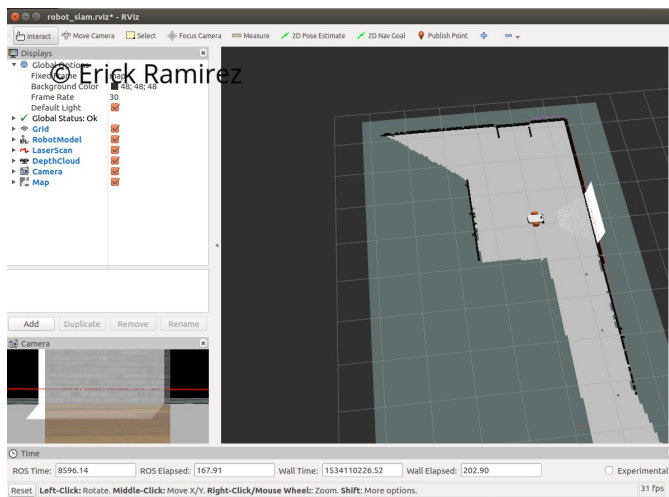 robot_slam.rviz* - RViz
Interact Move Camera Select Focus Camera Measure 2D Pose Estimate 2D Nav Goal Publish Point
Displays
Global Options
Fixed Frame map
Background Color 48; 48; 48
Frame Rate 30
Default Light
Global Status: Ok
Grid
RobotModel
LaserScan
DepthCloud
Camera
Map
© Erick Ramirez
Add Duplicate Remove Rename
Camera
Time
ROS Time: 8596.14 ROS Elapsed: 167.91 Wall Time: 1534110226.52 Wall Elapsed: 202.90 Experimental
Reset Left-Click: Rotate. Middle-Click: Move X/Y. Right-Click/Mouse Wheel:: Zoom. Shift: More options. 31 fps